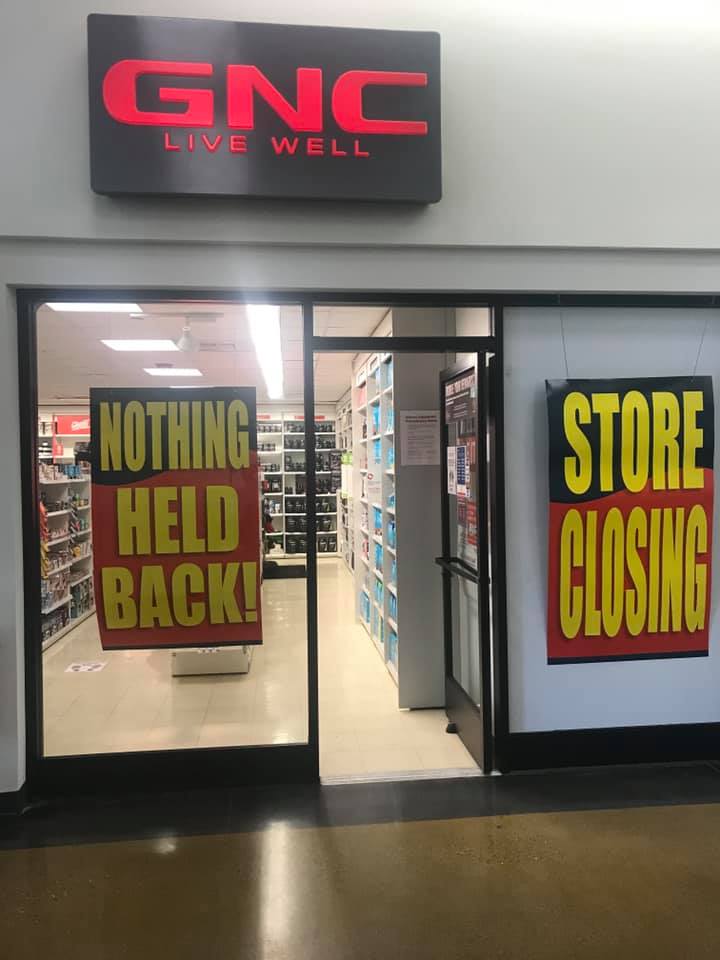 GNC
LIVE WELL
NOTHING
HELD
BACK!
STORE
CLOSING